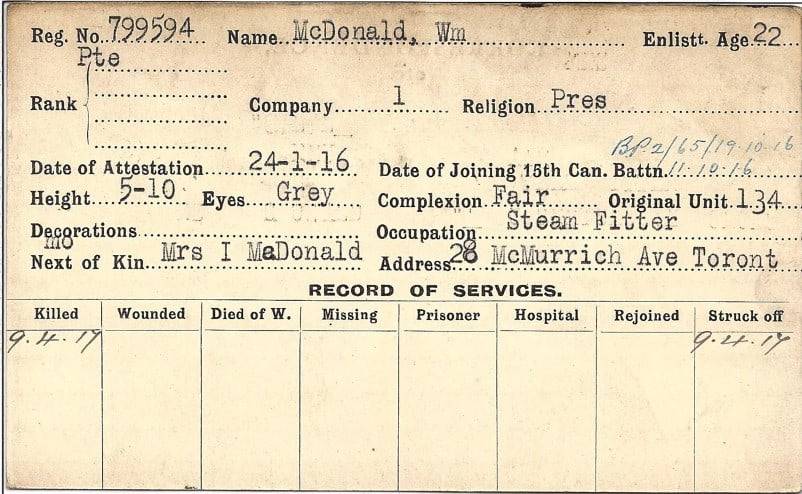 Reg. No. 799594 Name McDonald, Wm Enlistt. Age 22
Pte
Rank Company 1 Religion Pres
BP2/65/19-10-16
Date of Attestation 24-1-16 Date of Joining 15th Can. Battn. 11.10.16
Height 5-10 Eyes Grey Complexion Fair Original Unit 134
Decorations Occupation Steam Fitter
mo
Next of Kin Mrs I McDonald Address 28 McMurrich Ave Toront
RECORD OF SERVICES.
Killed Wounded Died of W. Missing Prisoner Hospital Rejoined Struck off
9.4.17 9.4.17